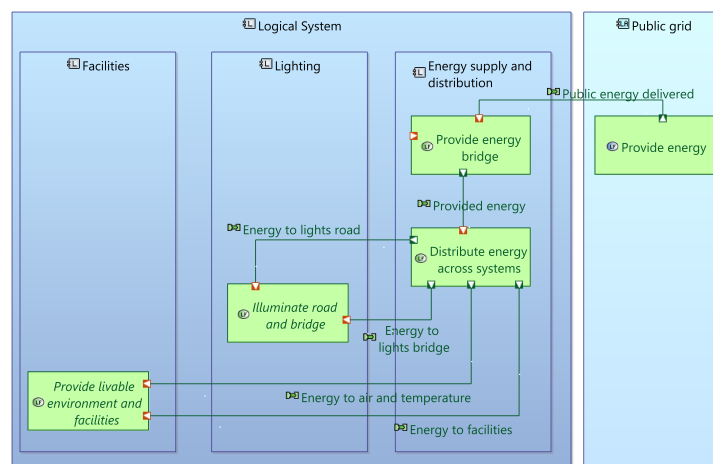 Logical System
Public grid
Facilities
Lighting
Energy supply and
distribution
Public energy delivered
Provide energy
bridge
Provide energy
Provided energy
Energy to lights road
Distribute energy
across systems
Illuminate road
and bridge
Energy to
lights bridge
Provide livable
environment and
facilities
Energy to air and temperature
Energy to facilities